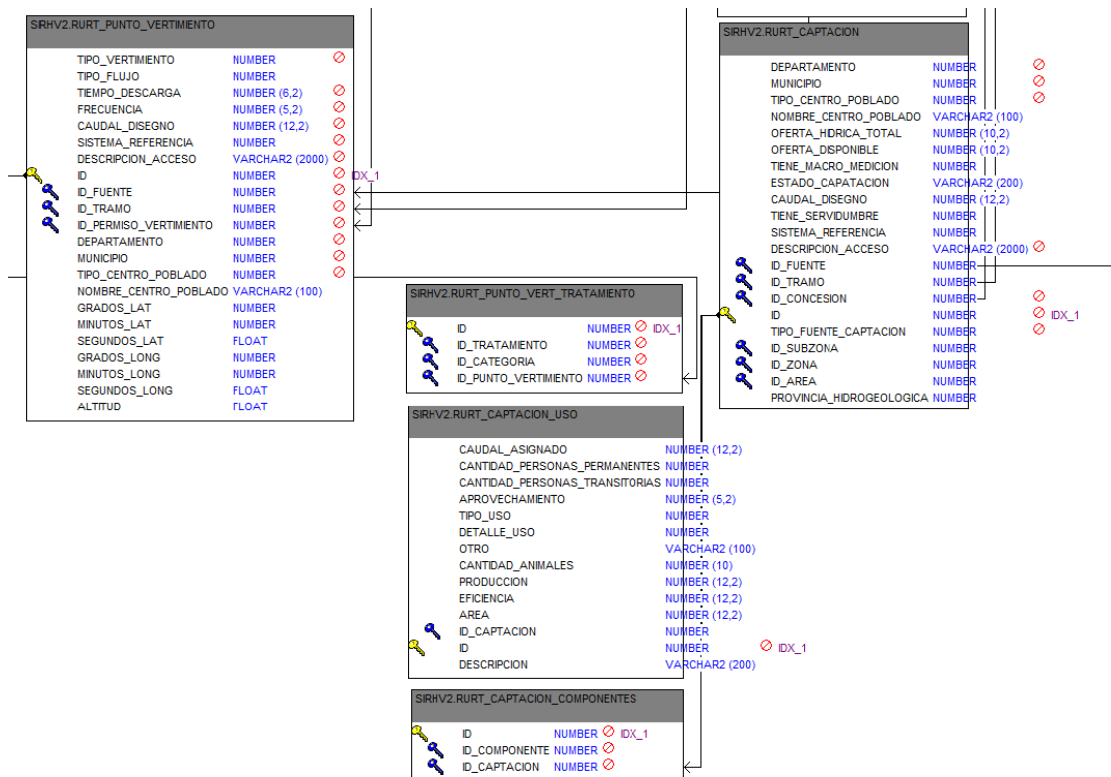 SIRHV2.RURT_PUNTO_VERTIMIENTO
TIPO_VERTIMIENTO NUMBER
TIPO_FLUJO NUMBER
TIEMPO_DESCARGA NUMBER (6,2)
FRECUENCIA NUMBER (5,2)
CAUDAL_DISEGNO NUMBER (12,2)
SISTEMA_REFERENCIA NUMBER
DESCRIPCION_ACCESO VARCHAR2 (2000)
ID NUMBER IDX_1
ID_FUENTE NUMBER
ID_TRAMO NUMBER
ID_PERMISO_VERTIMIENTO NUMBER
DEPARTAMENTO NUMBER
MUNICIPIO NUMBER
TIPO_CENTRO_POBLADO NUMBER
NOMBRE_CENTRO_POBLADO VARCHAR2 (100)
GRADOS_LAT NUMBER
MINUTOS_LAT NUMBER
SEGUNDOS_LAT FLOAT
GRADOS_LONG NUMBER
MINUTOS_LONG NUMBER
SEGUNDOS_LONG FLOAT
ALTITUD FLOAT
SIRHV2.RURT_PUNTO_VERT_TRATAMIENTO
ID NUMBER IDX_1
ID_TRATAMIENTO NUMBER
ID_CATEGORIA NUMBER
ID_PUNTO_VERTIMIENTO NUMBER
SIRHV2.RURT_CAPTACION_USO
CAUDAL_ASIGNADO NUMBER (12,2)
CANTIDAD_PERSONAS_PERMANENTES NUMBER
CANTIDAD_PERSONAS_TRANSITORIAS NUMBER
APROVECHAMIENTO NUMBER (5,2)
TIPO_USO NUMBER
DETALLE_USO NUMBER
OTRO VARCHAR2 (100)
CANTIDAD_ANIMALES NUMBER (10)
PRODUCCION NUMBER (12,2)
EFICIENCIA NUMBER (12,2)
AREA NUMBER (12,2)
ID_CAPTACION NUMBER
ID NUMBER IDX_1
DESCRIPCION VARCHAR2 (200)
SIRHV2.RURT_CAPTACION_COMPONENTES
ID NUMBER IDX_1
ID_COMPONENTE NUMBER
ID_CAPTACION NUMBER
SIRHV2.RURT_CAPTACION
DEPARTAMENTO NUMBER
MUNICIPIO NUMBER
TIPO_CENTRO_POBLADO NUMBER
NOMBRE_CENTRO_POBLADO VARCHAR2 (100)
OFERTA_HIDRICA_TOTAL NUMBER (10,2)
OFERTA_DISPONIBLE NUMBER (10,2)
TIENE_MACRO_MEDICION NUMBER
ESTADO_CAPATACION VARCHAR2 (200)
CAUDAL_DISEGNO NUMBER (12,2)
TIENE_SERVIDUMBRE NUMBER
SISTEMA_REFERENCIA NUMBER
DESCRIPCION_ACCESO VARCHAR2 (2000)
ID_FUENTE NUMBER
ID_TRAMO NUMBER
ID_CONCESION NUMBER
ID NUMBER IDX_1
TIPO_FUENTE_CAPTACION NUMBER
ID_SUBZONA NUMBER
ID_ZONA NUMBER
ID_AREA NUMBER
PROVINCIA_HIDROGEOLOGICA NUMBER